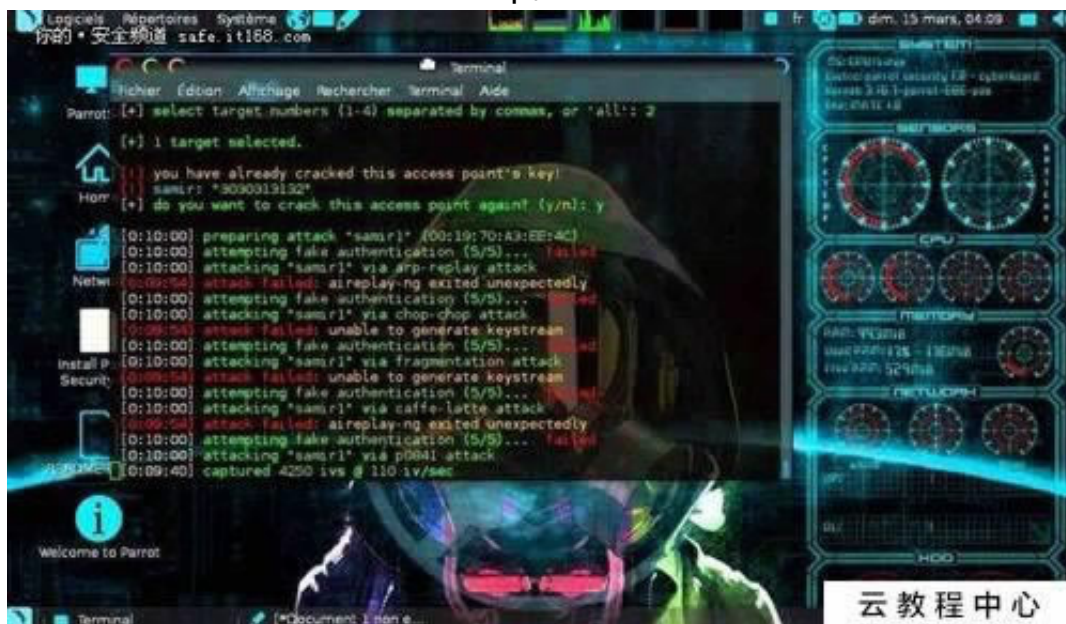 Logiciels Répertoires Système
fr
dim. 15 mars, 04:09
你的·安全频道 safe.it168.com
Terminal
Fichier Édition Affichage Rechercher Terminal Aide
[+] select target numbers (1-4) separated by commas, or 'all': 2
[+] 1 target selected.
[!] you have already cracked this access point's key!
[!] samir: "3030313132"
[+] do you want to crack this access point again? (y/n): y
[0:10:00] preparing attack "samir1" (00:19:70:A3:EE:4C)
[0:10:00] attempting fake authentication (5/5)... failed
[0:10:00] attacking "samir1" via arp-replay attack
[0:09:54] attack failed: aireplay-ng exited unexpectedly
[0:10:00] attempting fake authentication (5/5)... failed
[0:10:00] attacking "samir1" via chop-chop attack
[0:09:54] attack failed: unable to generate keystream
[0:10:00] attempting fake authentication (5/5)... failed
[0:10:00] attacking "samir1" via fragmentation attack
attack failed: unable to generate keystream
[0:10:00] attempting fake authentication (5/5)... failed
[0:10:00] attacking "samir1" via caffe-latte attack
[0:09:54] attack failed: aireplay-ng exited unexpectedly
[0:10:00] attempting fake authentication (5/5)... failed
[0:10:00] attacking "samir1" via p0841 attack
[0:09:40] captured 4250 ivs @ 110 iv/sec
Parrot
Hom
Netwo
Install P
Security
Welcome to Parrot
SYSTEM
SENSORS
CPU
MEMORY
NETWORK
HDD
Terminal
[*Document 1 non e...
云教程中心